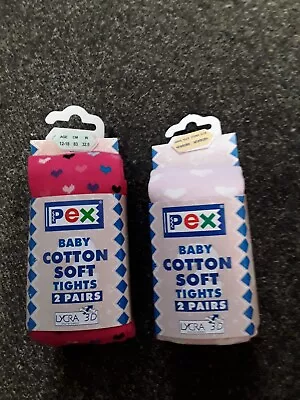 AGE CM IN
12-18 83 32.5
pex
BABY
COTTON
SOFT
TIGHTS
2 PAIRS
LYCRA 3D
pex
BABY
COTTON
SOFT
TIGHTS
2 PAIRS
LYCRA 3D